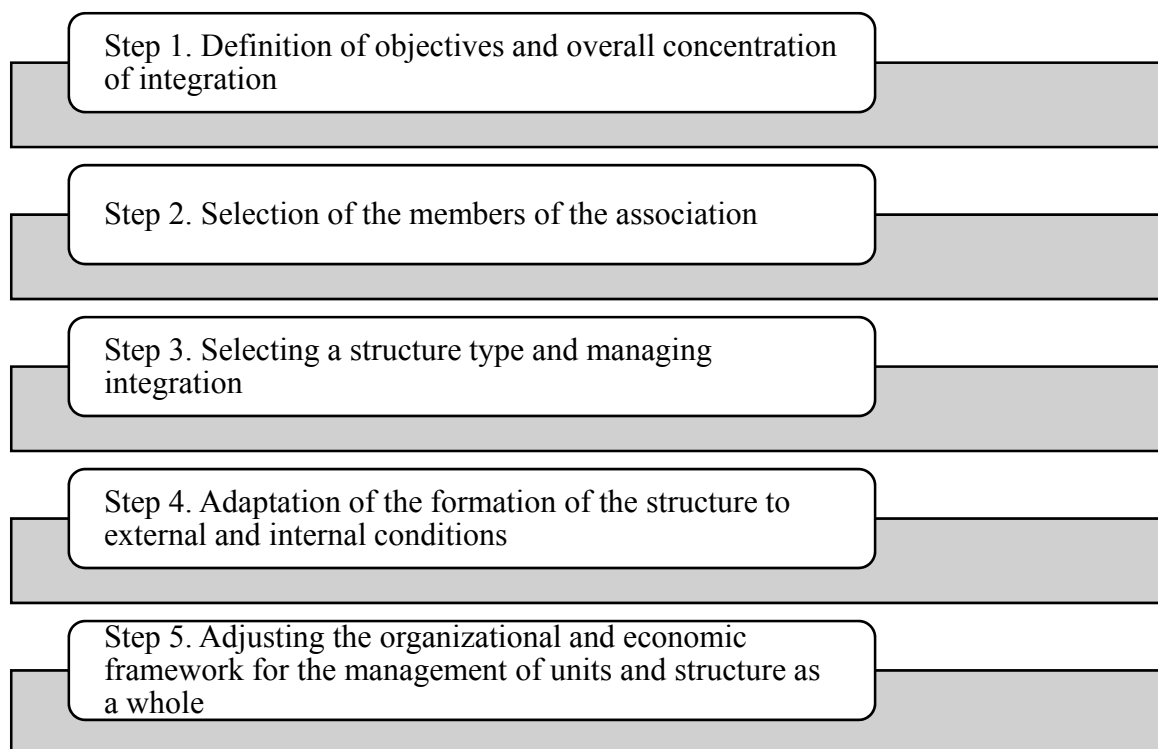 Step 1. Definition of objectives and overall concentration
of integration
Step 2. Selection of the members of the association
Step 3. Selecting a structure type and managing
integration
Step 4. Adaptation of the formation of the structure to
external and internal conditions
Step 5. Adjusting the organizational and economic
framework for the management of units and structure as
a whole